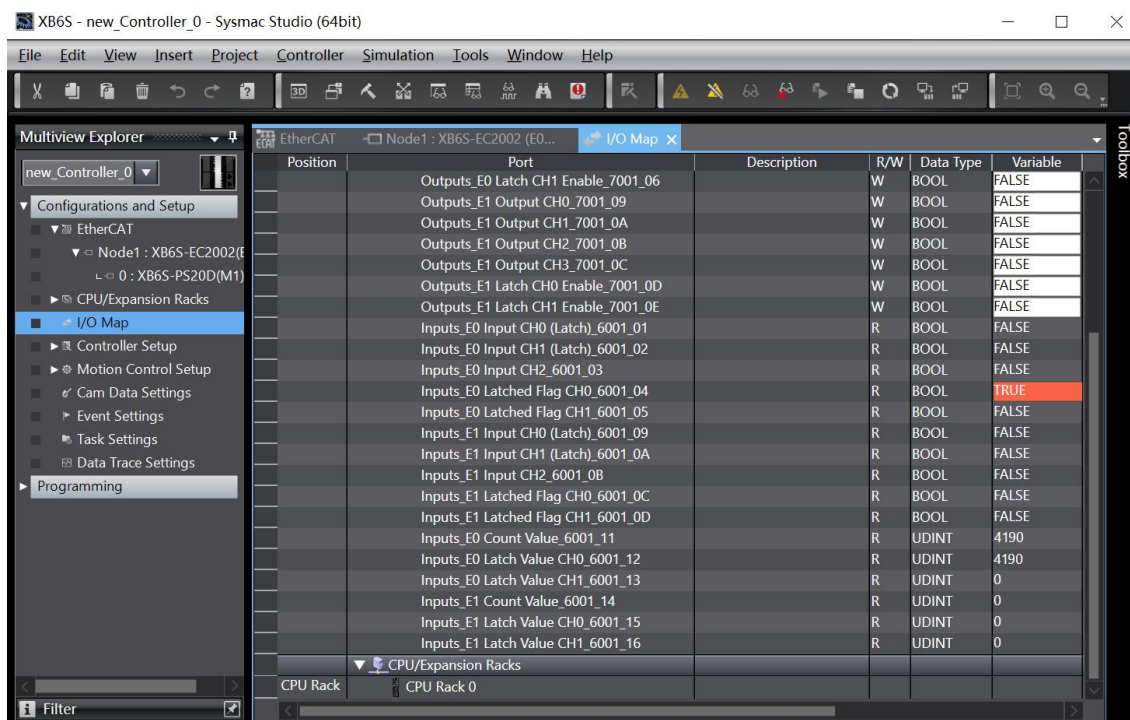 XB6S - new_Controller_0 - Sysmac Studio (64bit)
File Edit View Insert Project Controller Simulation Tools Window Help
3D
Multiview Explorer
new_Controller_0
Configurations and Setup
EtherCAT
Node1 : XB6S-EC2002(E
0 : XB6S-PS20D(M1)
CPU/Expansion Racks
I/O Map
Controller Setup
Motion Control Setup
Cam Data Settings
Event Settings
Task Settings
Data Trace Settings
Programming
Filter
EtherCAT Node1 : XB6S-EC2002 (E0... I/O Map
Position Port Description R/W Data Type Variable
Outputs_E0 Latch CH1 Enable_7001_06 W BOOL FALSE
Outputs_E1 Output CH0_7001_09 W BOOL FALSE
Outputs_E1 Output CH1_7001_0A W BOOL FALSE
Outputs_E1 Output CH2_7001_0B W BOOL FALSE
Outputs_E1 Output CH3_7001_0C W BOOL FALSE
Outputs_E1 Latch CH0 Enable_7001_0D W BOOL FALSE
Outputs_E1 Latch CH1 Enable_7001_0E W BOOL FALSE
Inputs_E0 Input CH0 (Latch)_6001_01 R BOOL FALSE
Inputs_E0 Input CH1 (Latch)_6001_02 R BOOL FALSE
Inputs_E0 Input CH2_6001_03 R BOOL FALSE
Inputs_E0 Latched Flag CH0_6001_04 R BOOL TRUE
Inputs_E0 Latched Flag CH1_6001_05 R BOOL FALSE
Inputs_E1 Input CH0 (Latch)_6001_09 R BOOL FALSE
Inputs_E1 Input CH1 (Latch)_6001_0A R BOOL FALSE
Inputs_E1 Input CH2_6001_0B R BOOL FALSE
Inputs_E1 Latched Flag CH0_6001_0C R BOOL FALSE
Inputs_E1 Latched Flag CH1_6001_0D R BOOL FALSE
Inputs_E0 Count Value_6001_11 R UDINT 4190
Inputs_E0 Latch Value CH0_6001_12 R UDINT 4190
Inputs_E0 Latch Value CH1_6001_13 R UDINT 0
Inputs_E1 Count Value_6001_14 R UDINT 0
Inputs_E1 Latch Value CH0_6001_15 R UDINT 0
Inputs_E1 Latch Value CH1_6001_16 R UDINT 0
CPU/Expansion Racks
CPU Rack CPU Rack 0
Toolbox